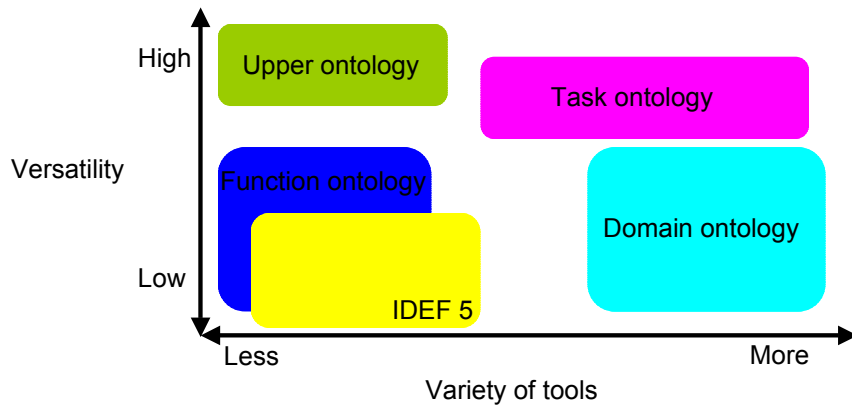 High
Upper ontology
Task ontology
Versatility
Function ontology
Domain ontology
Low
IDEF 5
Less
More
Variety of tools